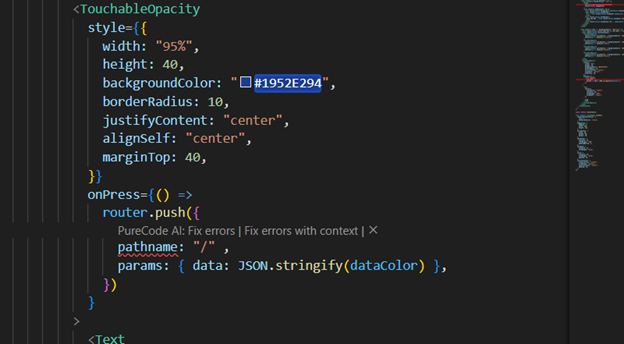 <TouchableOpacity
style={{
width: "95%",
height: 40,
backgroundColor: "#1952E294",
borderRadius: 10,
justifyContent: "center",
alignSelf: "center",
marginTop: 40,
}}
onPress={() =>
router.push({
PureCode AI: Fix errors | Fix errors with context | ✕
pathname: "/" ,
params: { data: JSON.stringify(dataColor) },
})
}
>
<Text